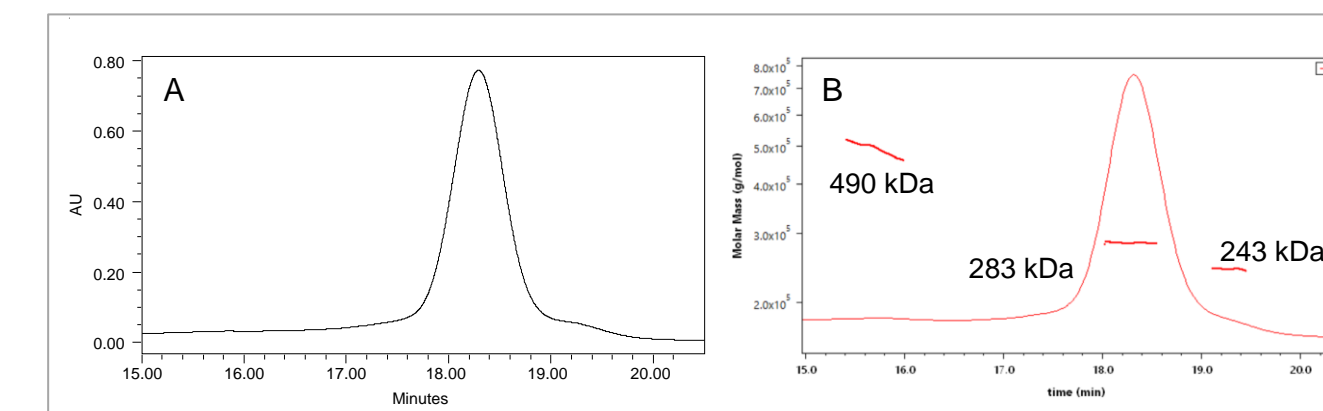 A
0.80
0.60
0.40
0.20
0.00
AU
15.00 16.00 17.00 18.00 19.00 20.00
Minutes
B
8.0x10⁵
7.0x10⁵
6.0x10⁵
5.0x10⁵
4.0x10⁵
3.0x10⁵
2.0x10⁵
Molar Mass (g/mol)
490 kDa
283 kDa
243 kDa
15.0 16.0 17.0 18.0 19.0 20.0
time (min)